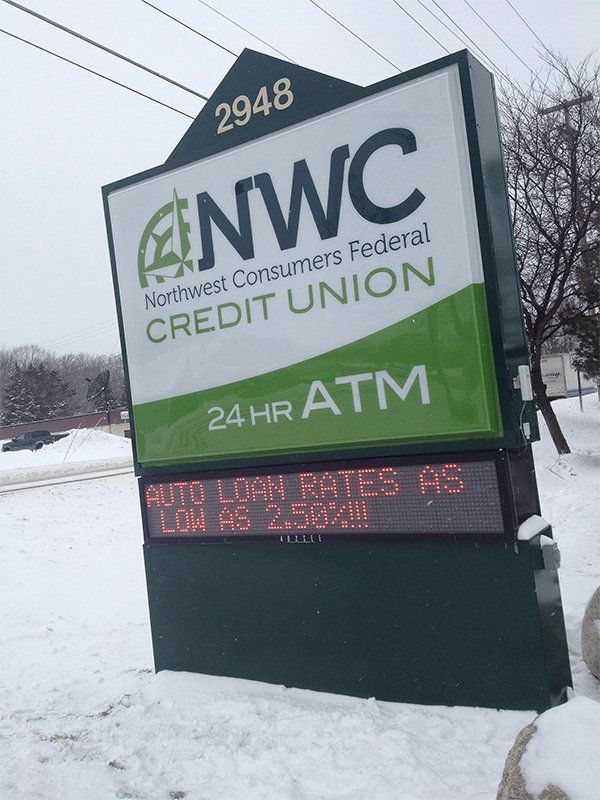 2948
NWC
Northwest Consumers Federal
CREDIT UNION
24 HR ATM
AUTO LOAN RATES AS
LOW AS 2.50%!!!